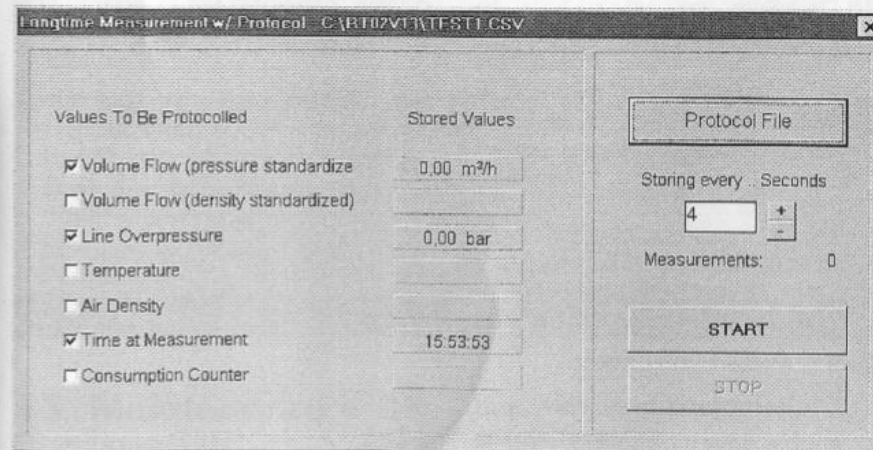 Longtime Measurement w/ Protocol C:\RT02V13\TEST1.CSV
Values To Be Protocolled
Stored Values
Volume Flow (pressure standardize
0,00 m³/h
Volume Flow (density standardized)
Line Overpressure
0,00 bar
Temperature
Air Density
Time at Measurement
15:53:53
Consumption Counter
Protocol File
Storing every .. Seconds
4
+
-
Measurements: 0
START
STOP